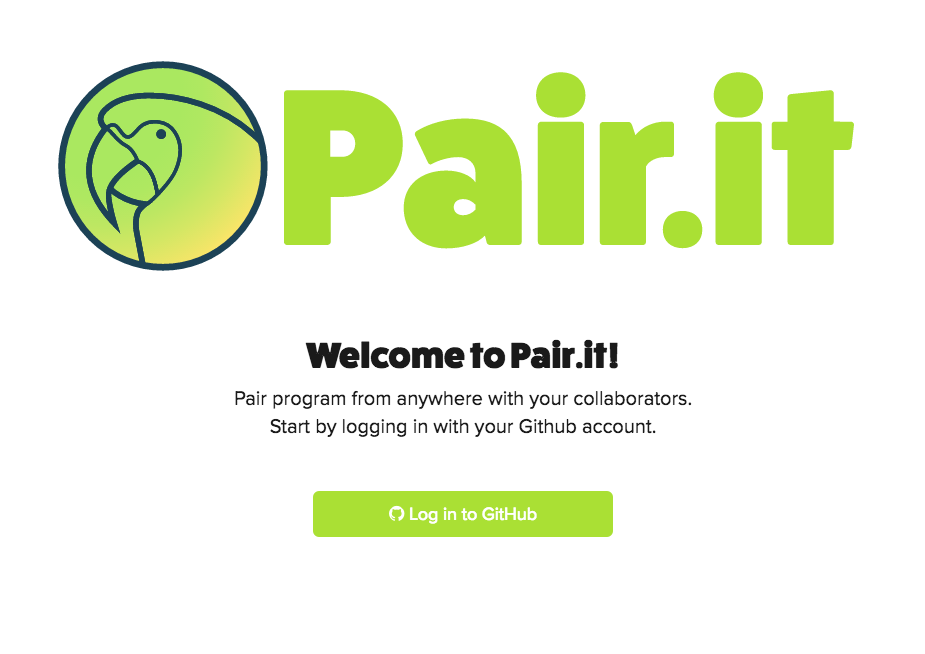 Pair.it
Welcome to Pair.it!
Pair program from anywhere with your collaborators.
Start by logging in with your Github account.
Log in to GitHub